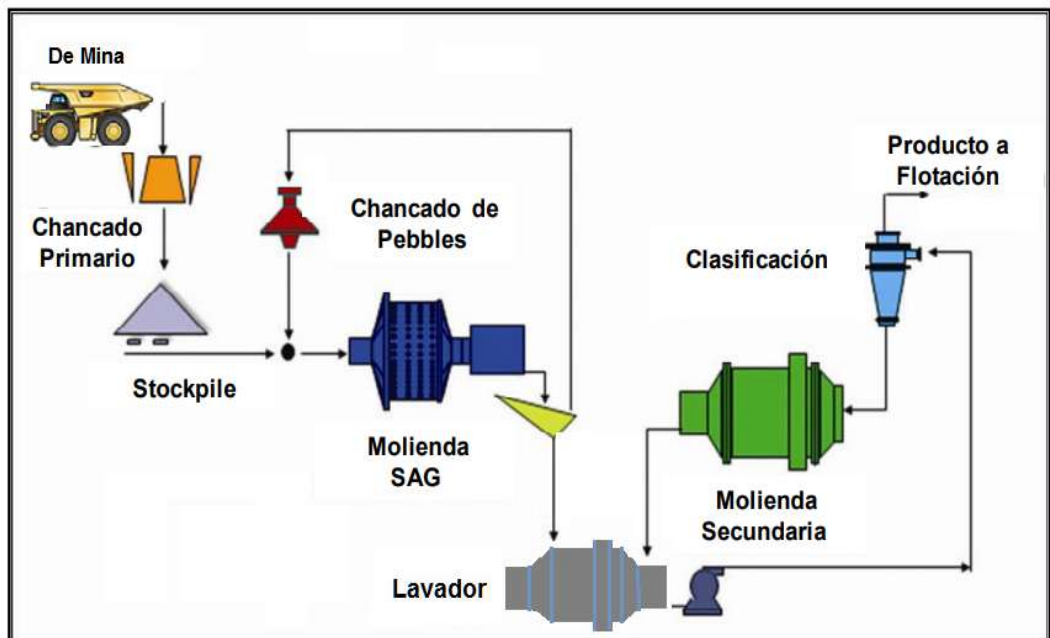 De Mina
Chancado
Primario
Stockpile
Chancado de
Pebbles
Molienda
SAG
Lavador
Producto a
Flotación
Clasificación
Molienda
Secundaria